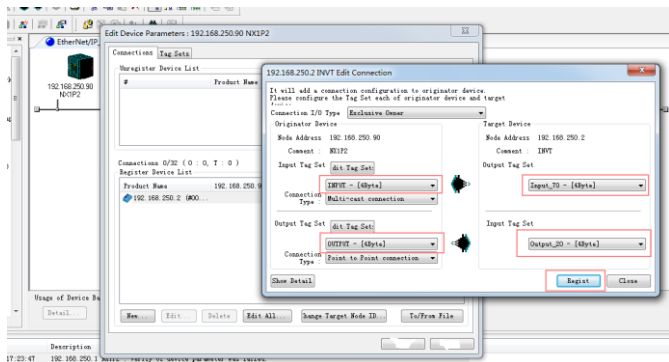 EtherNet/IP
192.168.250.90
NX1P2
Edit Device Parameters : 192.168.250.90 NX1P2
Connections Tag Sets
Unregister Device List
# Product Name
Connections 0/32 ( O : 0, T : 0 )
Register Device List
Product Name 192.168.250.9
192.168.250.2 (#00...
New... Edit... Delete Edit All... hange Target Node ID... To/From File
Usage of Device Ba
Detail...
Description
17:23:47 192.168.250.1
192.168.250.2 INVT Edit Connection
It will add a connection configuration to originator device.
Please configure the Tag Set each of originator device and target
Connection I/O Type Exclusive Owner
Originator Device
Node Address 192.168.250.90
Comment : NX1P2
Input Tag Set dit Tag Set:
INPUT - [4Byte]
Connection Type : Multi-cast connection
Output Tag Set dit Tag Set:
OUTPUT - [4Byte]
Connection Type : Point to Point connection
Target Device
Node Address 192.168.250.2
Comment : INVT
Output Tag Set
Input_70 - [4Byte]
Input Tag Set
Output_20 - [4Byte]
Show Detail
Regist Close